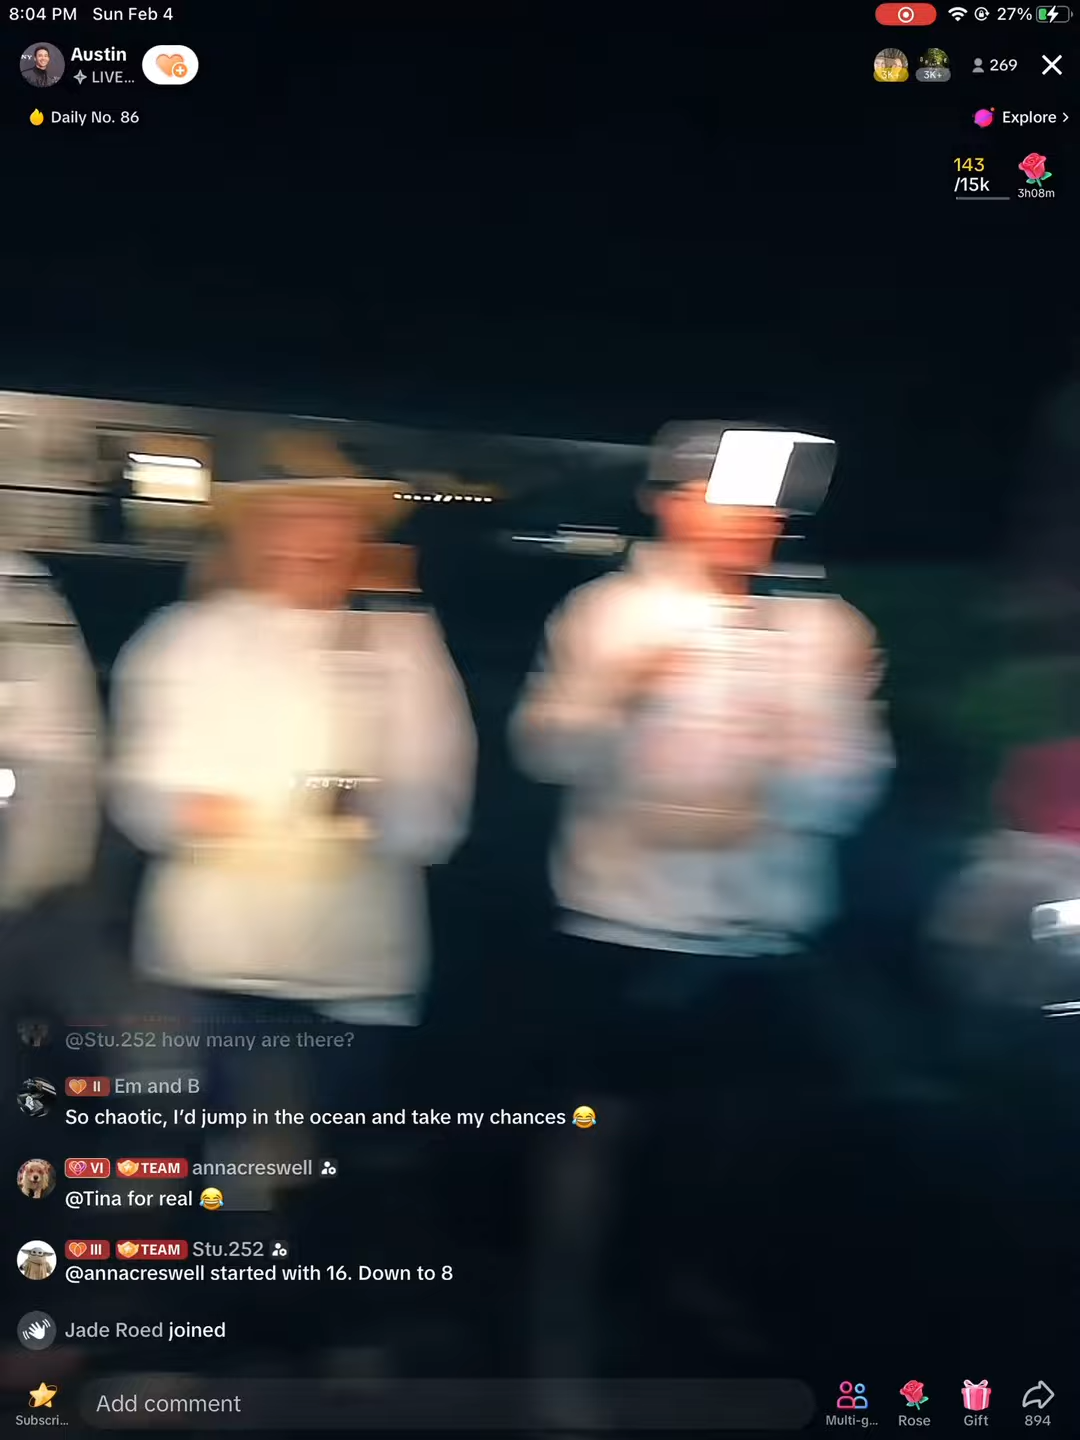 8:04 PM Sun Feb 4
27%
Austin
LIVE...
3K+
3K+
269
Daily No. 86
Explore >
143
/15k
3h08m
@Stu.252 how many are there?
II Em and B
So chaotic, I'd jump in the ocean and take my chances 😂
VI TEAM annacreswell
@Tina for real 😂
III TEAM Stu.252
@annacreswell started with 16. Down to 8
Jade Roed joined
Add comment
Subscri...
Multi-g...
Rose
Gift
894